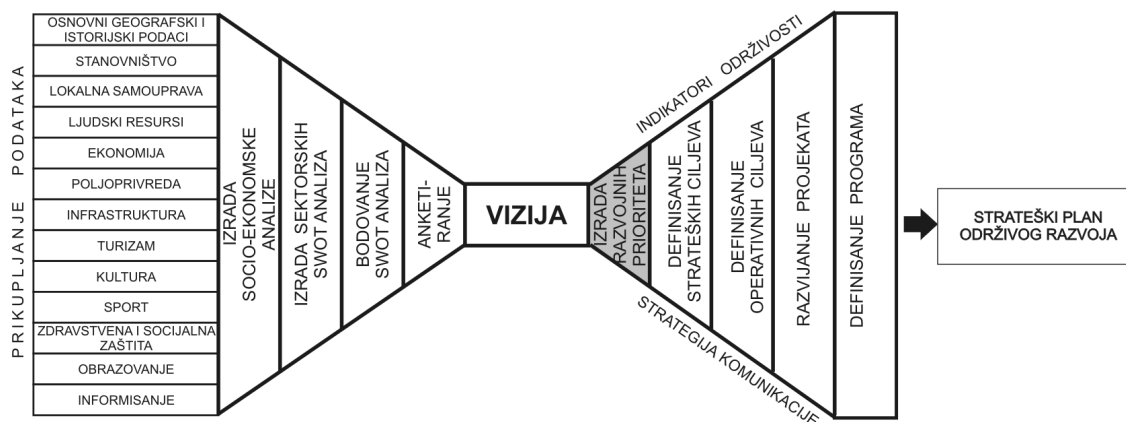 PRIKUPLJANJE PODATAKA
OSNOVNI GEOGRAFSKI I
ISTORIJSKI PODACI
STANOVNIŠTVO
LOKALNA SAMOUPRAVA
LJUDSKI RESURSI
EKONOMIJA
POLJOPRIVREDA
INFRASTRUKTURA
TURIZAM
KULTURA
SPORT
ZDRAVSTVENA I SOCIJALNA
ZAŠTITA
OBRAZOVANJE
INFORMISANJE
IZRADA
SOCIO-EKONOMSKE
ANALIZE
IZRADA SEKTORSKIH
SWOT ANALIZA
BODOVANJE
SWOT ANALIZA
ANKETI-
RANJE
VIZIJA
INDIKATORI ODRŽIVOSTI
IZRADA
RAZVOJNIH
PRIORITETA
DEFINISANJE
STRATEŠKIH CILJEVA
DEFINISANJE
OPERATIVNIH CILJEVA
RAZVIJANJE PROJEKATA
DEFINISANJE PROGRAMA
STRATEGIJA KOMUNIKACIJE
STRATEŠKI PLAN
ODRŽIVOG RAZVOJA